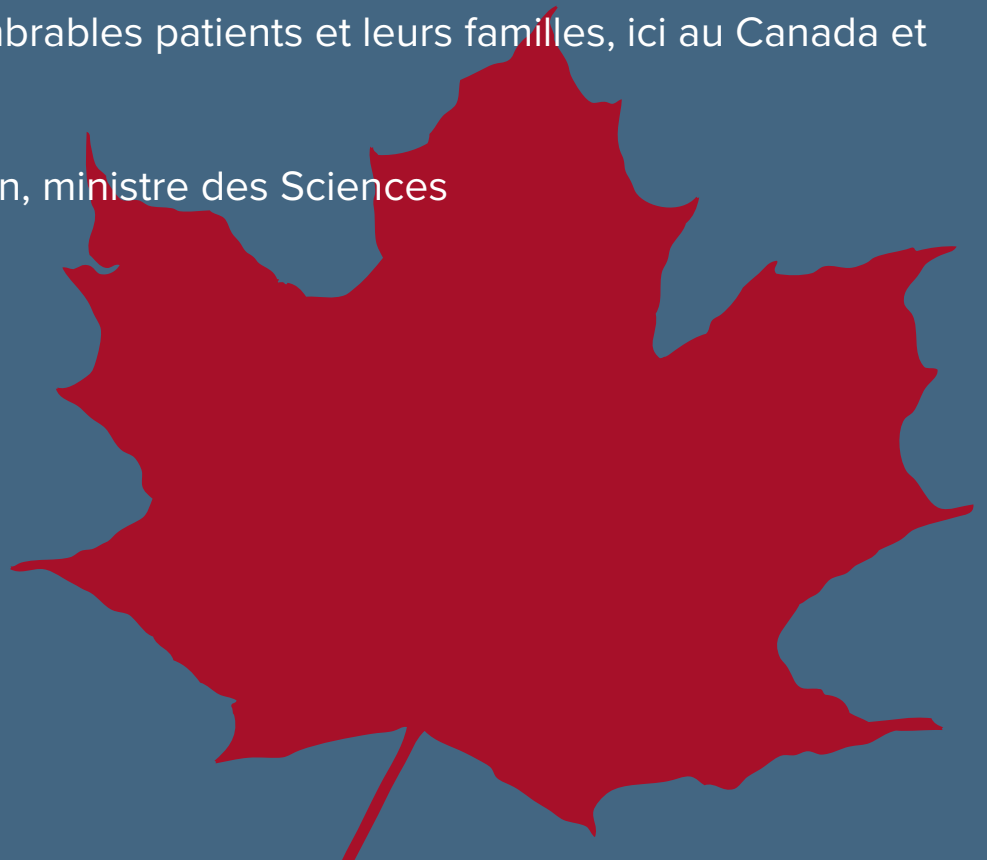 brables patients et leurs familles, ici au Canada et
n, ministre des Sciences